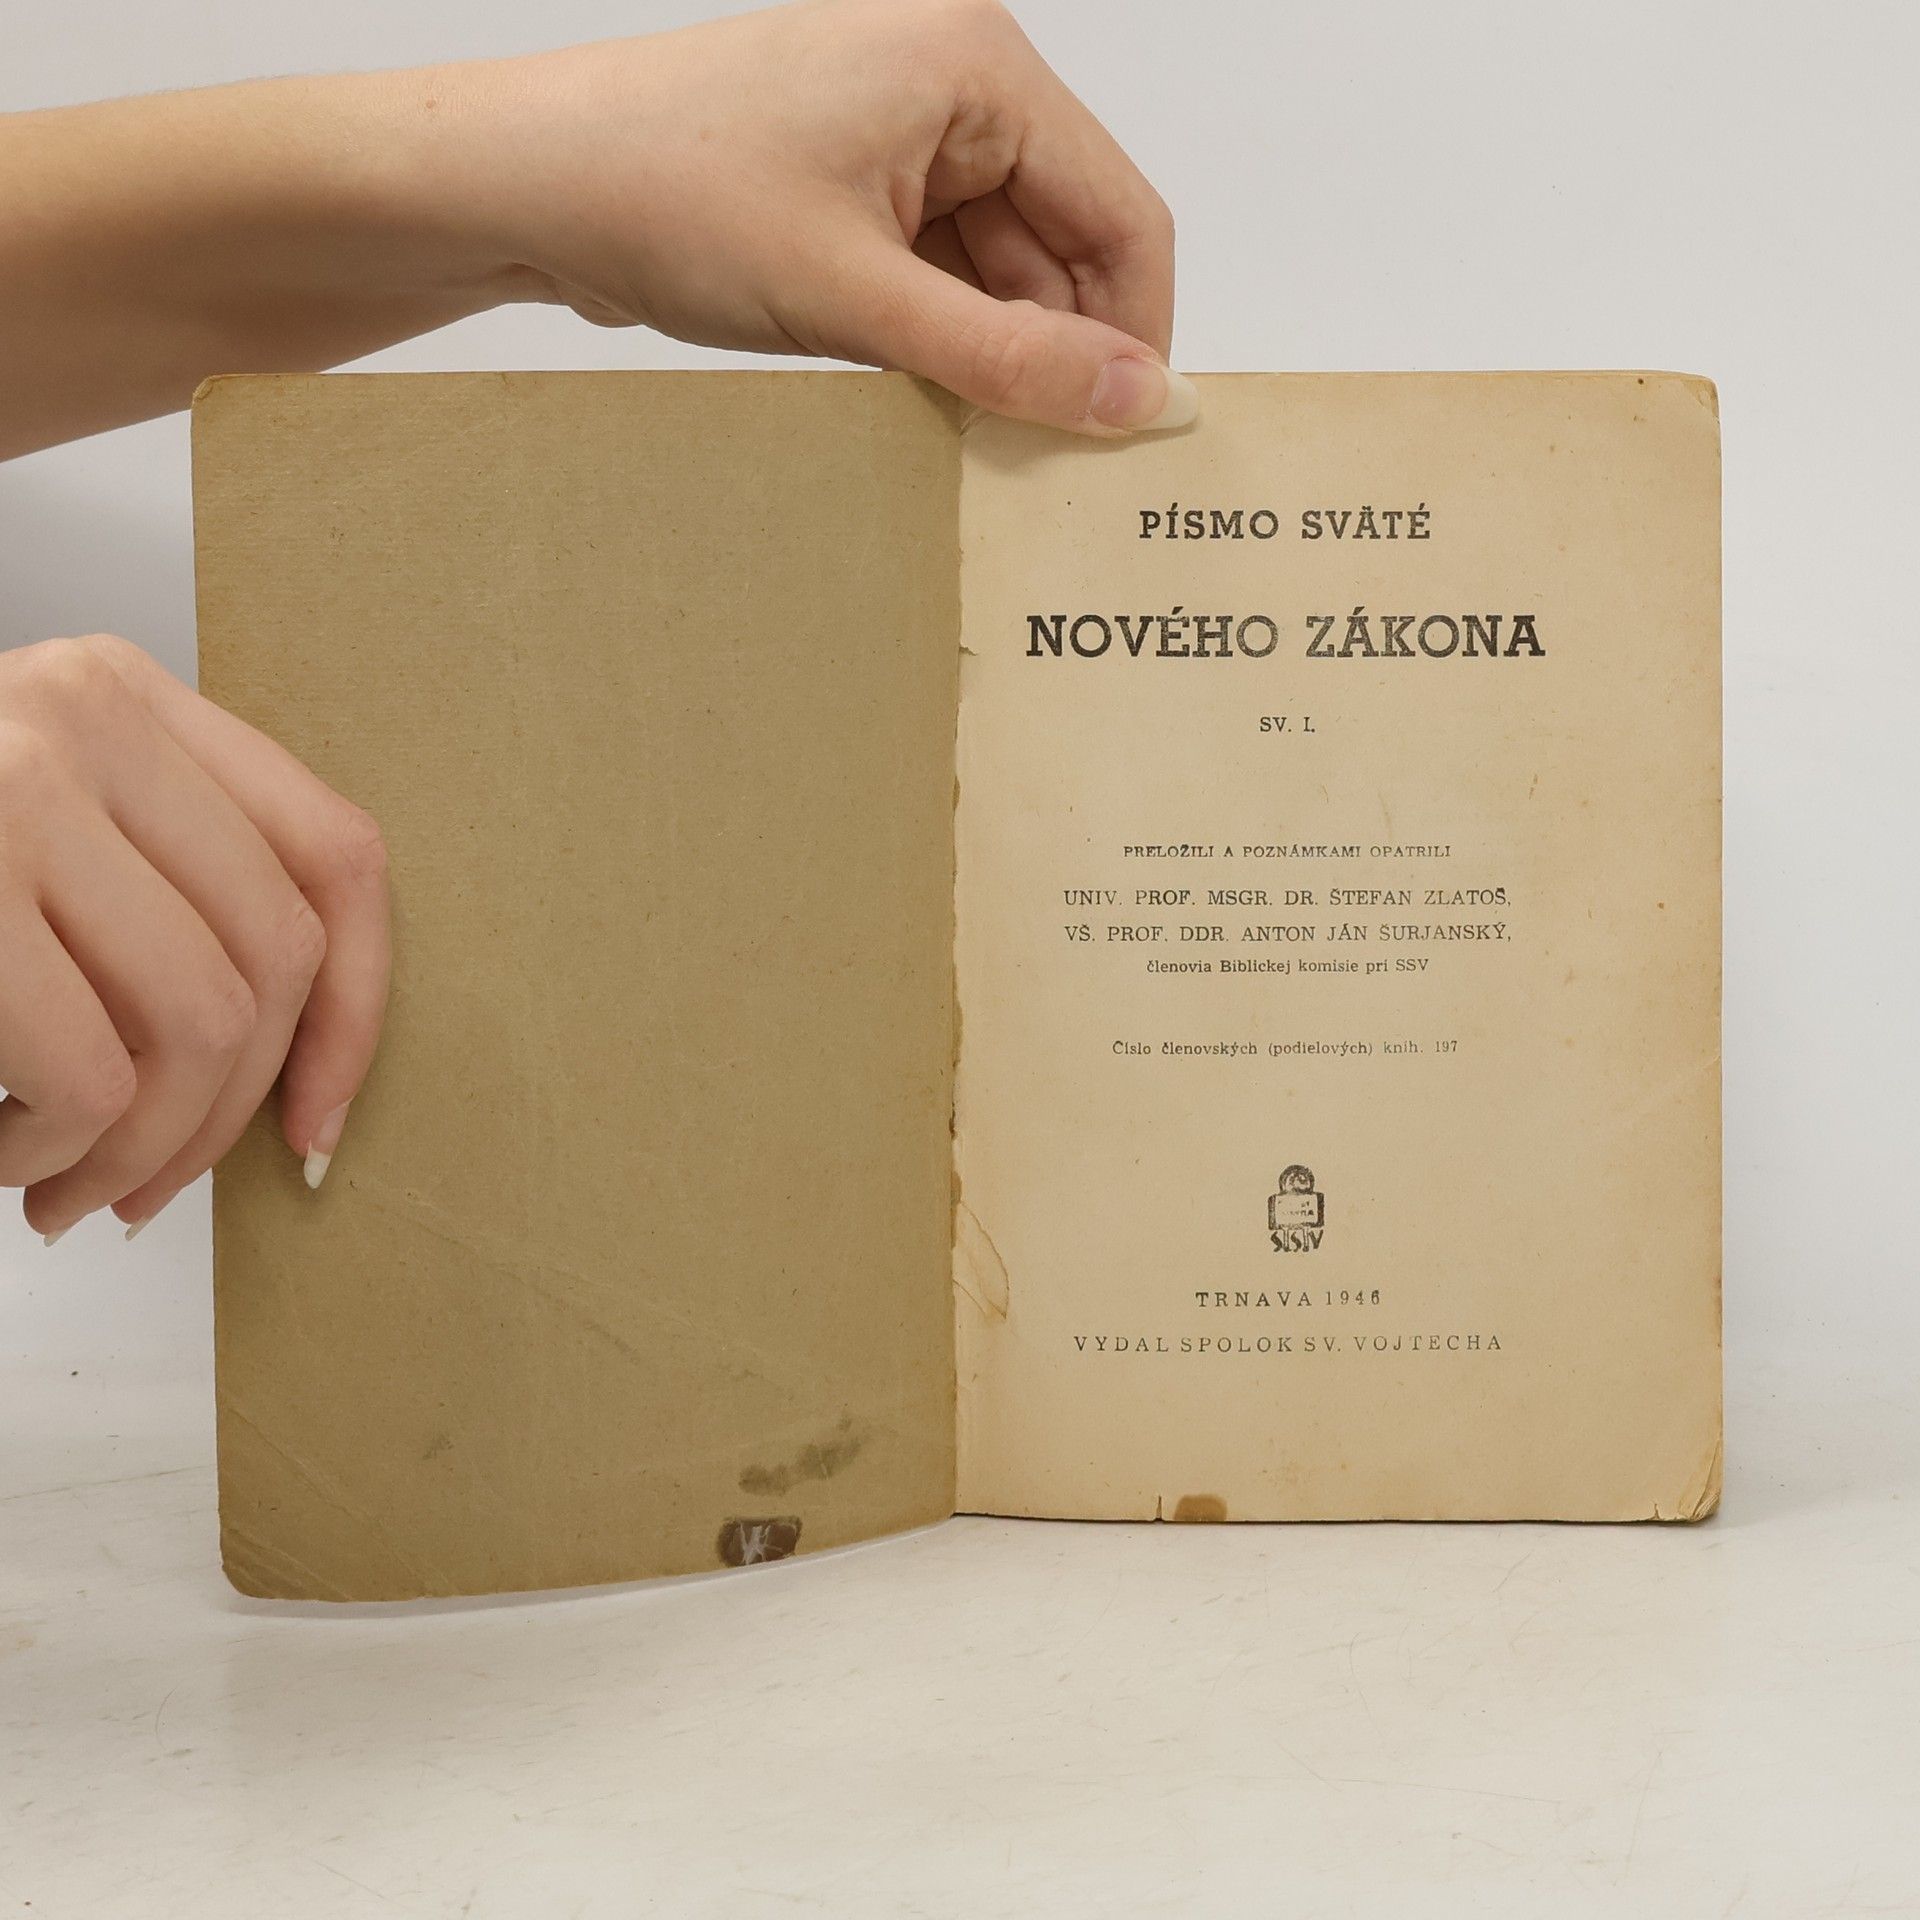 PÍSMO SVÄTÉ
NOVÉHO ZÁKONA
SV. I.
PRELOŽILI A POZNÁMKAMI OPATRILI
UNIV. PROF. MSGR. DR. ŠTEFAN ZLATOŠ,
VŠ. PROF. DDR. ANTON JÁN ŠURJANSKÝ,
členovia Biblickej komisie pri SSV
Číslo členovských (podielových) kníh. 197
SSV
TRNAVA 1946
VYDAL SPOLOK SV. VOJTECHA